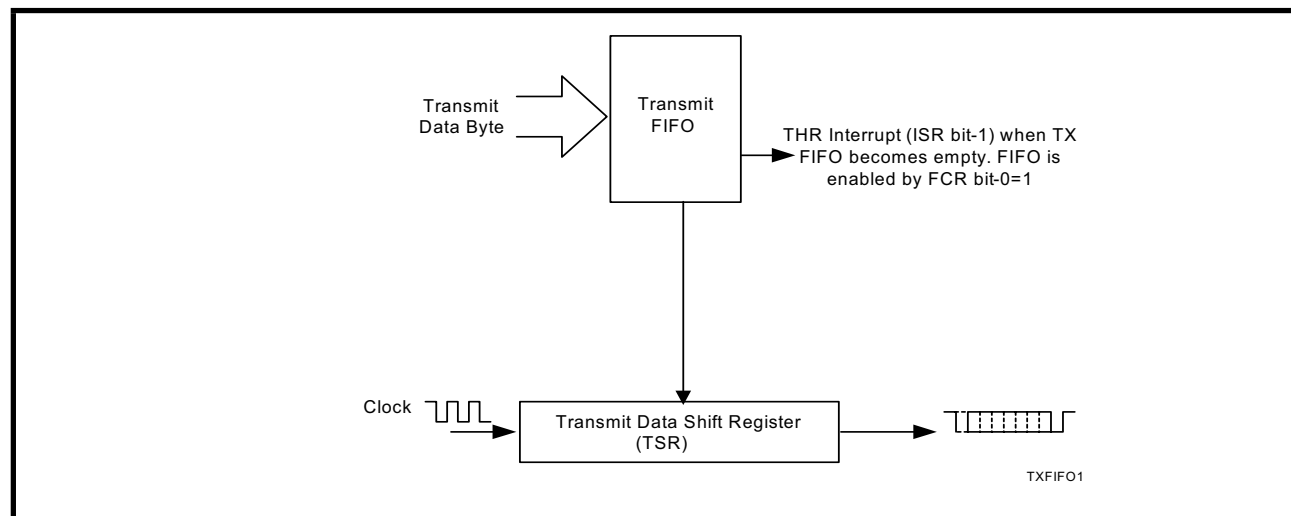 Transmit
Data Byte
Transmit
FIFO
THR Interrupt (ISR bit-1) when TX
FIFO becomes empty. FIFO is
enabled by FCR bit-0=1
Clock
Transmit Data Shift Register
(TSR)
TXFIFO1